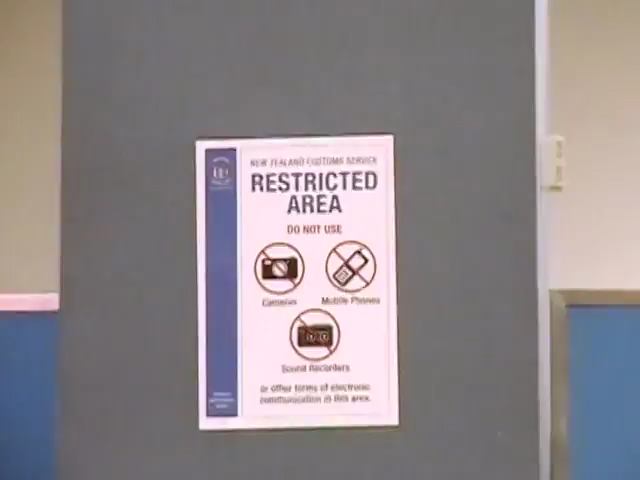 NEW ZEALAND CUSTOMS SERVICE
RESTRICTED
AREA
DO NOT USE
Cameras
Mobile Phones
Sound Recorders
or other forms of electronic
communication in this area.